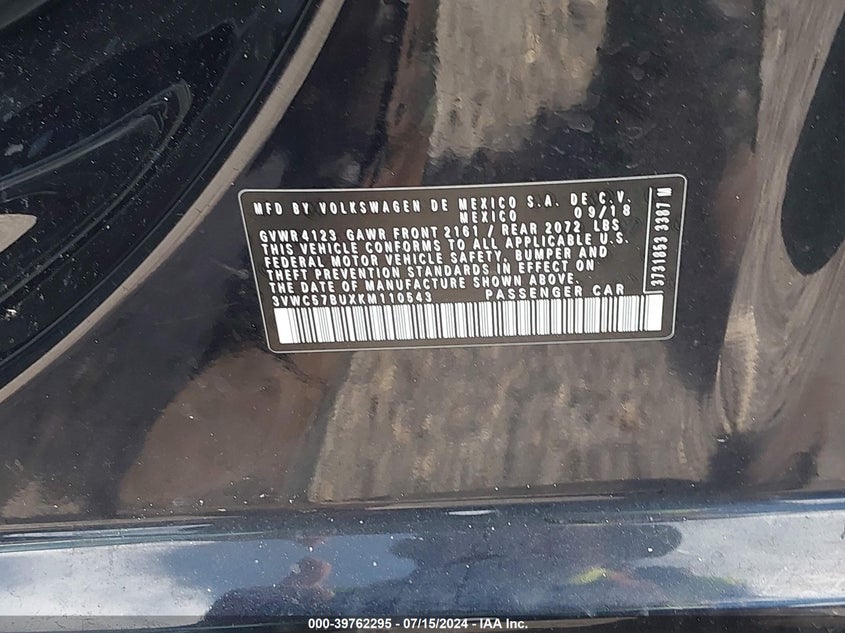 MFD BY VOLKSWAGEN DE MEXICO S.A. DE C.V.
MEXICO 09/18
GVWR 4123 GAWR FRONT 2161 / REAR 2072 LBS
THIS VEHICLE CONFORMS TO ALL APPLICABLE U.S.
FEDERAL MOTOR VEHICLE SAFETY, BUMPER AND
THEFT PREVENTION STANDARDS IN EFFECT ON
THE DATE OF MANUFACTURE SHOWN ABOVE.
3VWC57BUXKM110543 PASSENGER CAR
3731853 3387 M
000-39762295 - 07/15/2024 - IAA Inc.